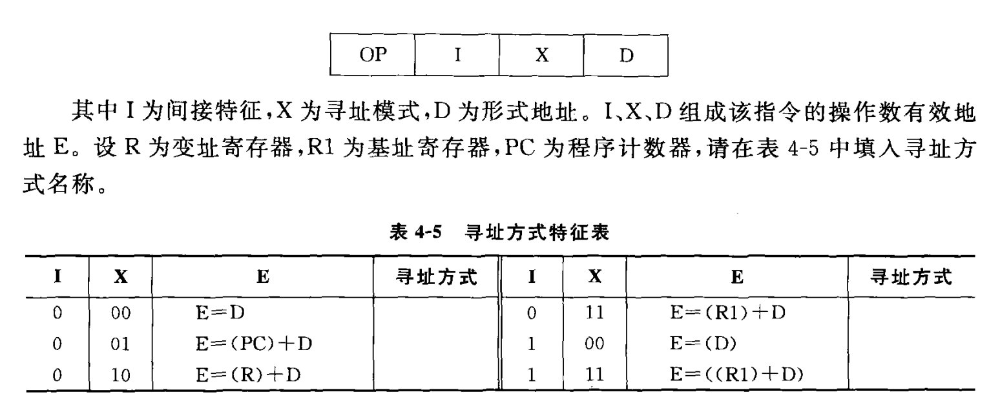 OP I X D
其中 I 为间接特征,X 为寻址模式,D 为形式地址。I、X、D 组成该指令的操作数有效地
址 E。设 R 为变址寄存器,R1 为基址寄存器,PC 为程序计数器,请在表 4-5 中填入寻址方
式名称。
表 4-5 寻址方式特征表
I X E 寻址方式 I X E 寻址方式
0 00 E=D 0 11 E=(R1)+D
0 01 E=(PC)+D 1 00 E=(D)
0 10 E=(R)+D 1 11 E=((R1)+D)